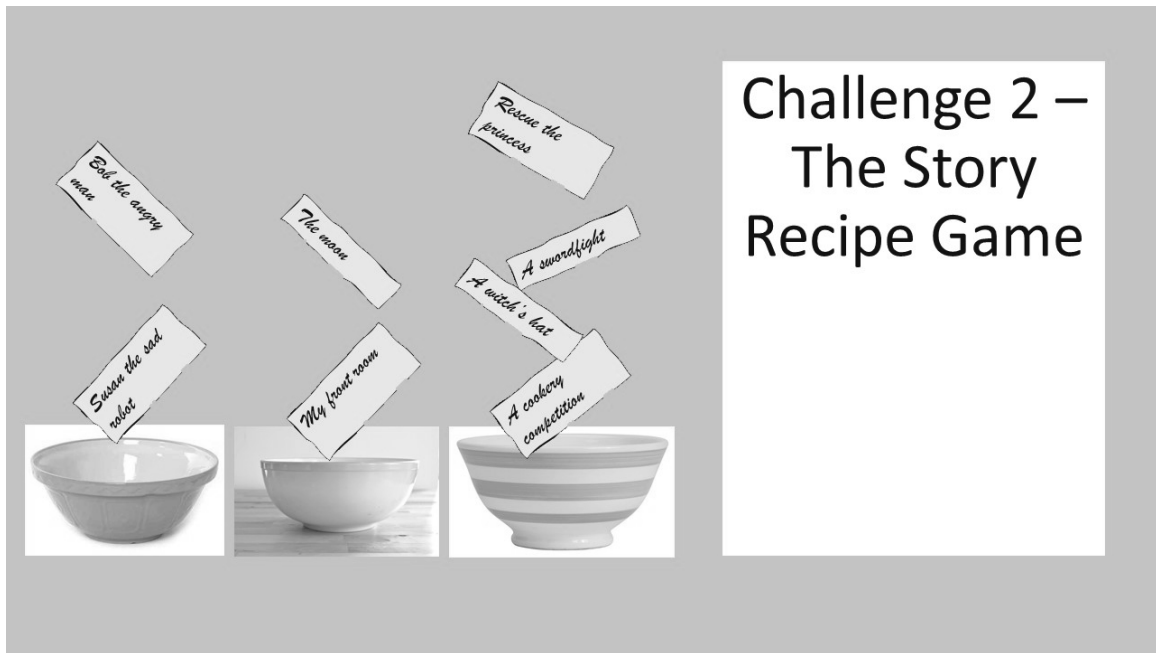 Challenge 2 –
The Story
Recipe Game
Bob the angry
man
Susan the sad
robot
The moon
My front room
Rescue the
princess
A swordfight
A witch's hat
A cookery
competition